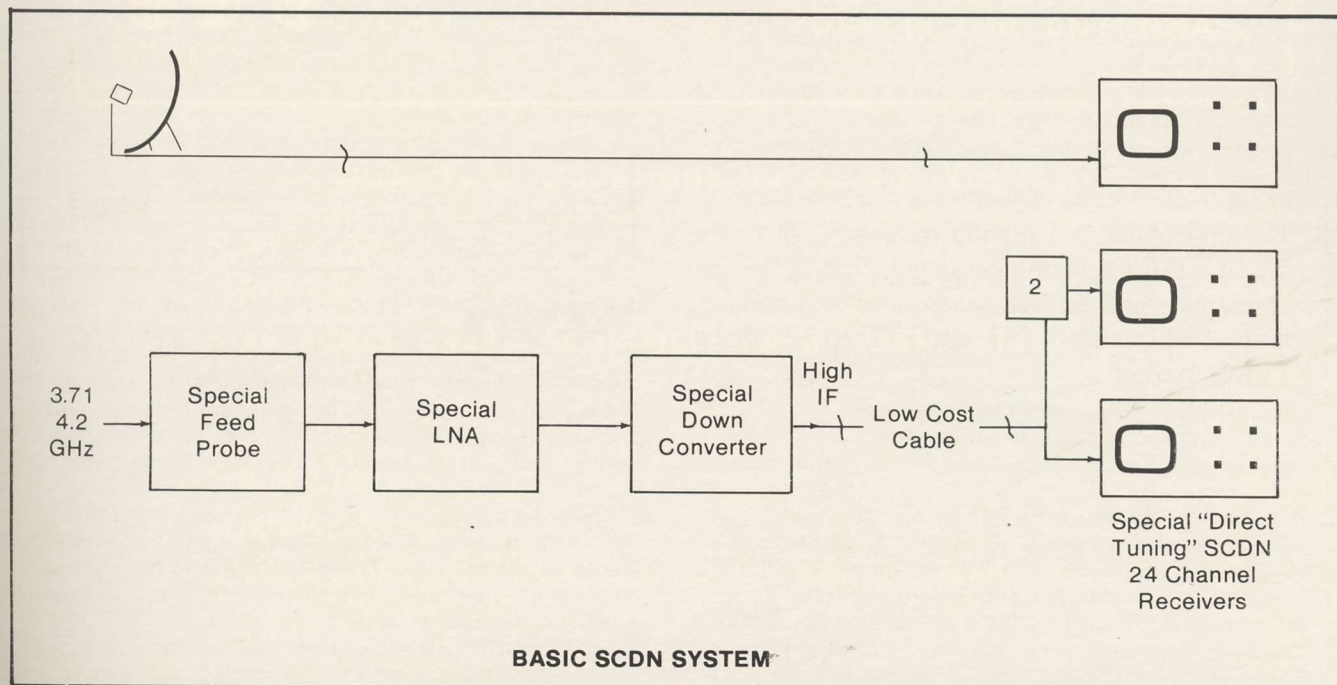 2
3.71
4.2
GHz
Special
Feed
Probe
Special
LNA
Special
Down
Converter
High
IF
Low Cost
Cable
Special “Direct
Tuning” SCDN
24 Channel
Receivers
BASIC SCDN SYSTEM